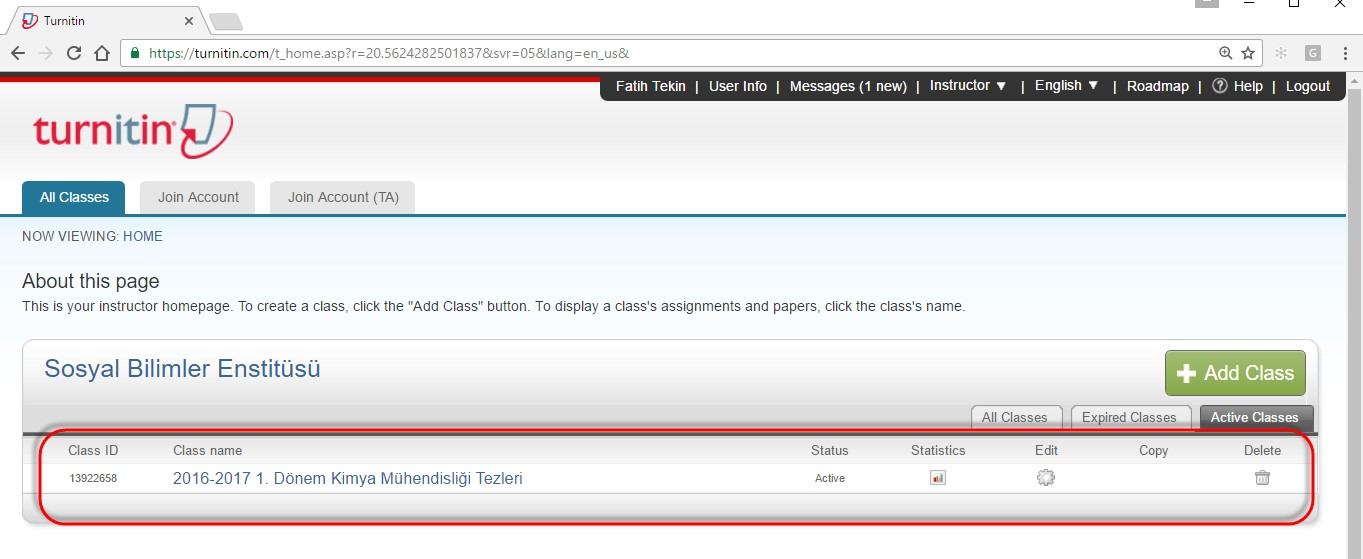 Turnitin
https://turnitin.com/t_home.asp?r=20.5624282501837&svr=05&lang=en_us&
Fatih Tekin | User Info | Messages (1 new) | Instructor ▼ | English ▼ | Roadmap | ? Help | Logout
turnitin
All Classes Join Account Join Account (TA)
NOW VIEWING: HOME
About this page
This is your instructor homepage. To create a class, click the "Add Class" button. To display a class's assignments and papers, click the class's name.
Sosyal Bilimler Enstitüsü + Add Class
All Classes Expired Classes Active Classes
Class ID Class name Status Statistics Edit Copy Delete
13922658 2016-2017 1. Dönem Kimya Mühendisliği Tezleri Active